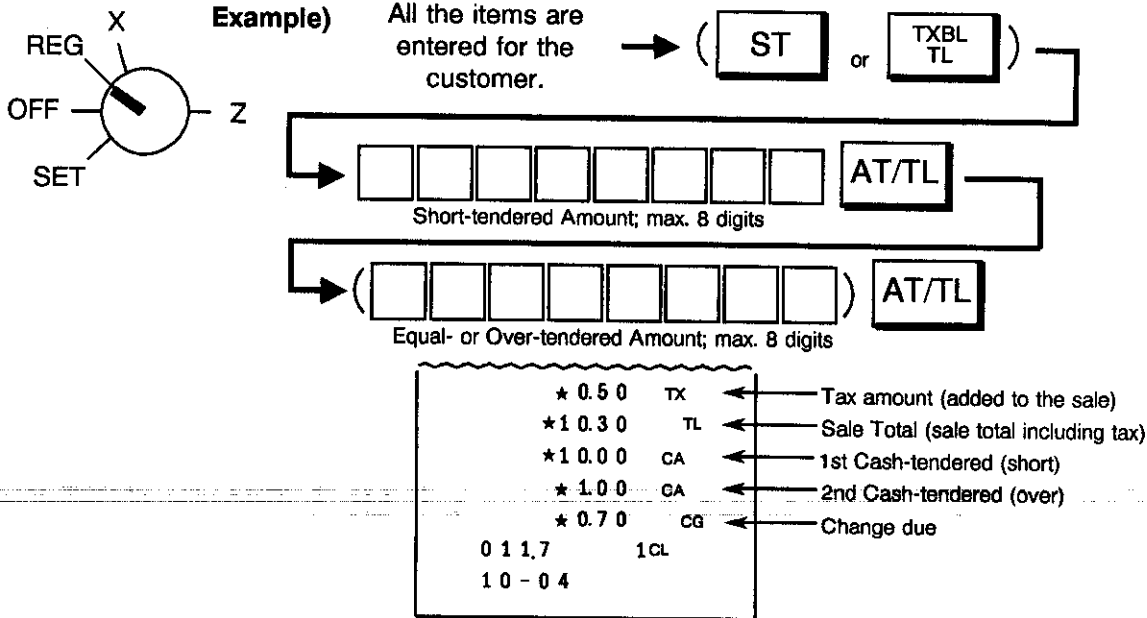 Example)
All the items are
entered for the
customer.
( ST or TXBL
TL )
X
REG
OFF
Z
SET
AT/TL
Short-tendered Amount; max. 8 digits
( ) AT/TL
Equal- or Over-tendered Amount; max. 8 digits
★0.50 TX Tax amount (added to the sale)
★10.30 TL Sale Total (sale total including tax)
★10.00 CA 1st Cash-tendered (short)
★1.00 CA 2nd Cash-tendered (over)
★0.70 CG Change due
011.7 1CL
10-04